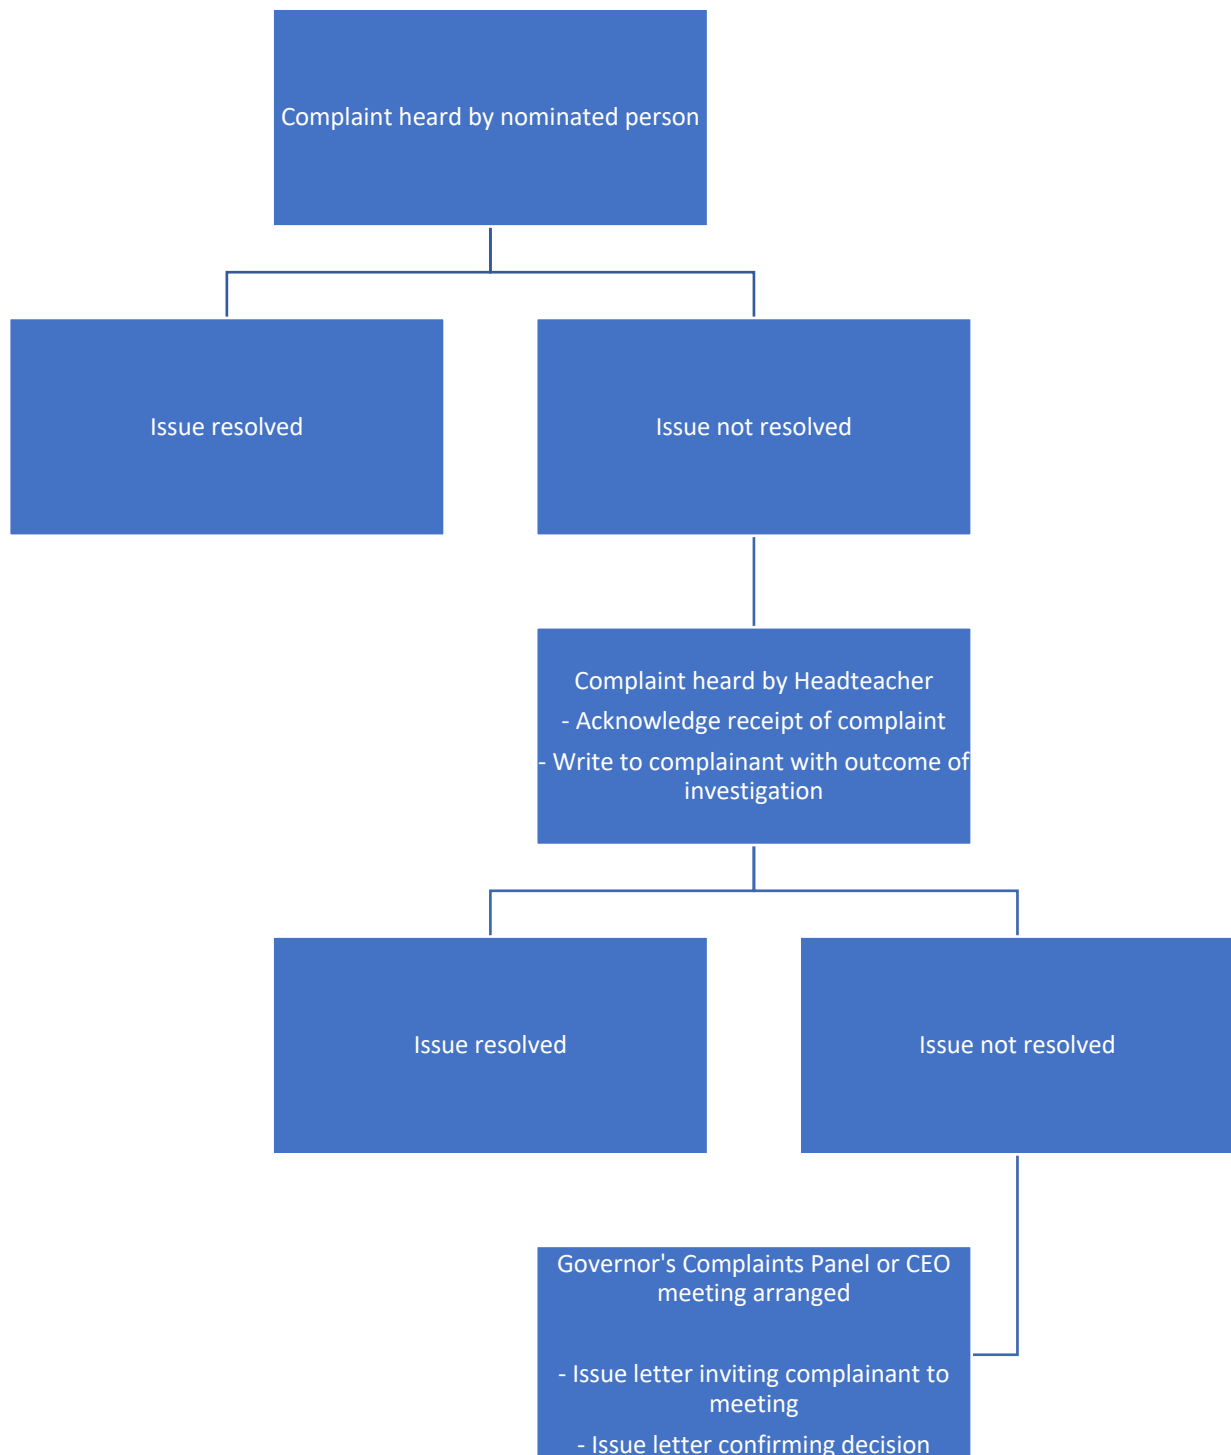 Complaint heard by nominated person
Issue resolved
Issue not resolved
Complaint heard by Headteacher
- Acknowledge receipt of complaint
- Write to complainant with outcome of
investigation
Issue resolved
Issue not resolved
Governor's Complaints Panel or CEO
meeting arranged
- Issue letter inviting complainant to
meeting
- Issue letter confirming decision